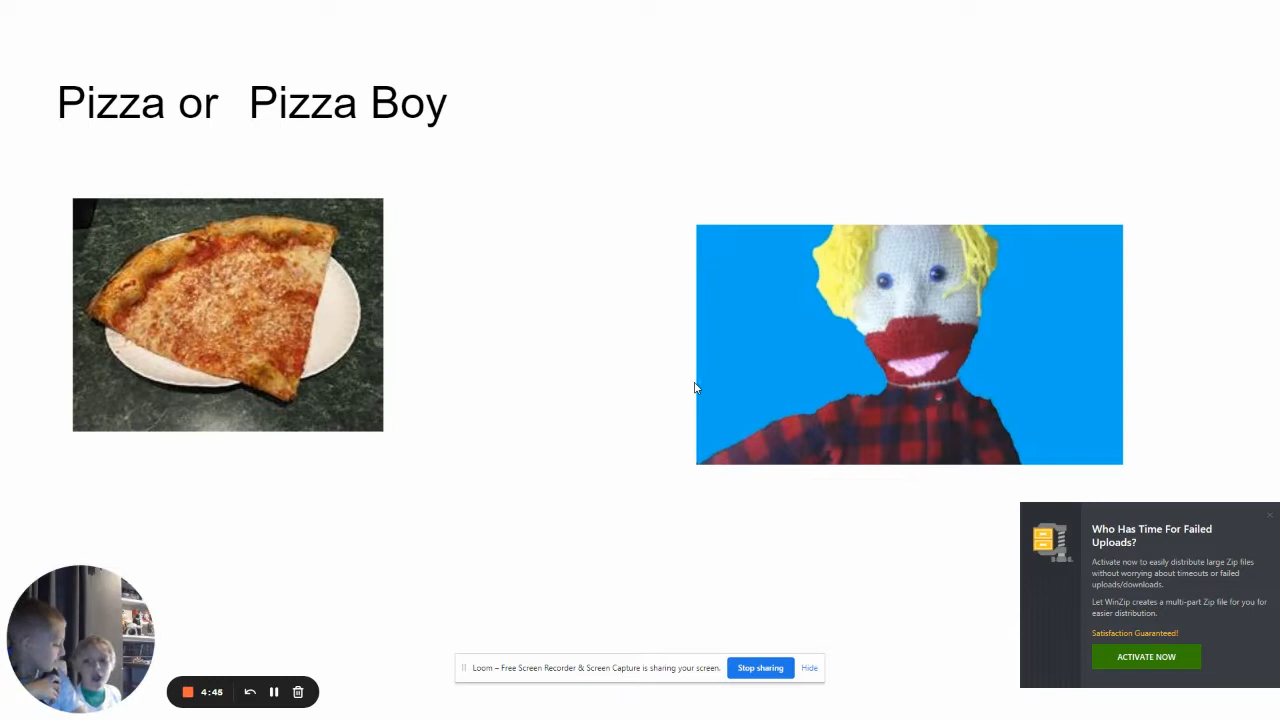 Pizza or Pizza Boy
Who Has Time For Failed
Uploads?
Activate now to easily distribute large Zip files
without worrying about timeouts or failed
uploads/downloads.
Let WinZip creates a multi-part Zip file for you for
easier distribution.
Satisfaction Guaranteed!
ACTIVATE NOW
Loom – Free Screen Recorder & Screen Capture is sharing your screen.
Stop sharing
Hide
4:45